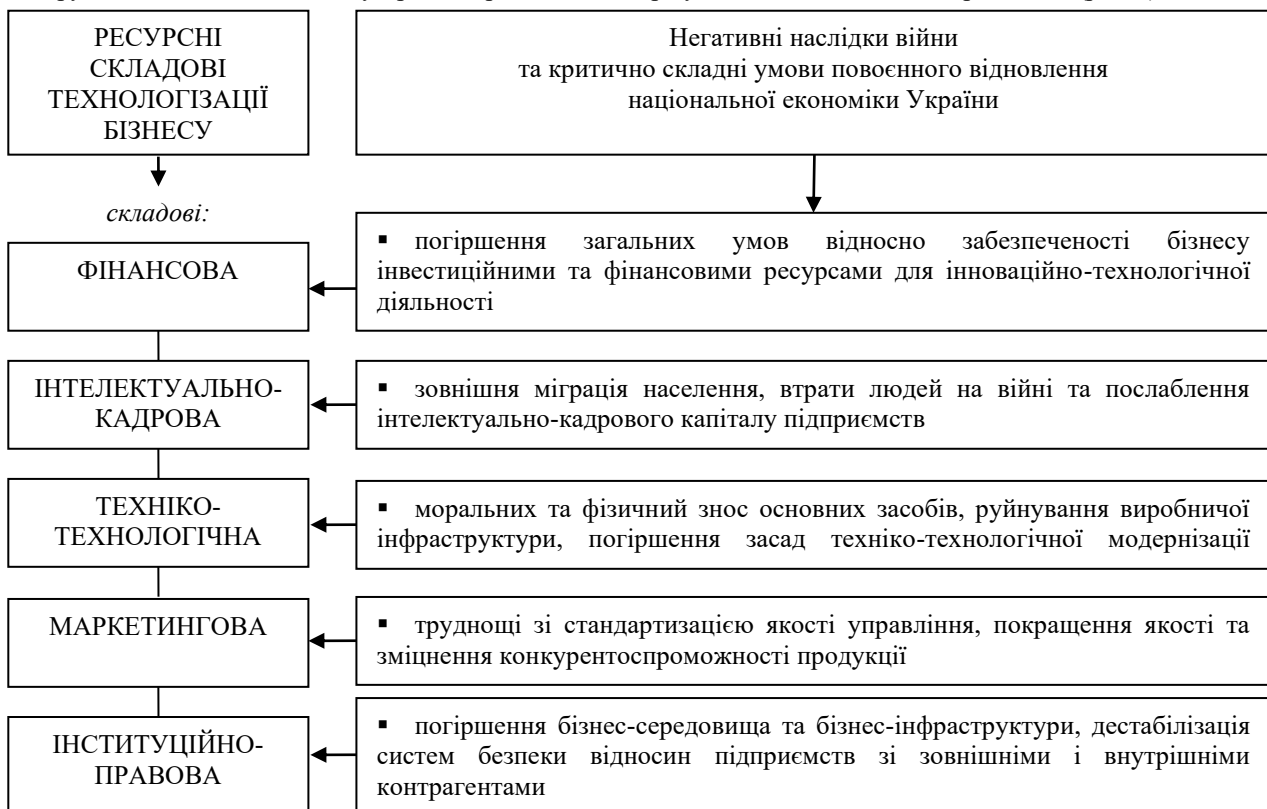 РЕСУРСНІ
СКЛАДОВІ
ТЕХНОЛОГІЗАЦІЇ
БІЗНЕСУ
Негативні наслідки війни
та критично складні умови повоєнного відновлення
національної економіки України
складові:
ФІНАНСОВА
▪ погіршення загальних умов відносно забезпеченості бізнесу
інвестиційними та фінансовими ресурсами для інноваційно-технологічної
діяльності
ІНТЕЛЕКТУАЛЬНО-
КАДРОВА
▪ зовнішня міграція населення, втрати людей на війні та послаблення
інтелектуально-кадрового капіталу підприємств
ТЕХНІКО-
ТЕХНОЛОГІЧНА
▪ моральних та фізичний знос основних засобів, руйнування виробничої
інфраструктури, погіршення засад техніко-технологічної модернізації
МАРКЕТИНГОВА
▪ труднощі зі стандартизацією якості управління, покращення якості та
зміцнення конкурентоспроможності продукції
ІНСТИТУЦІЙНО-
ПРАВОВА
▪ погіршення бізнес-середовища та бізнес-інфраструктури, дестабілізація
систем безпеки відносин підприємств зі зовнішніми і внутрішніми
контрагентами